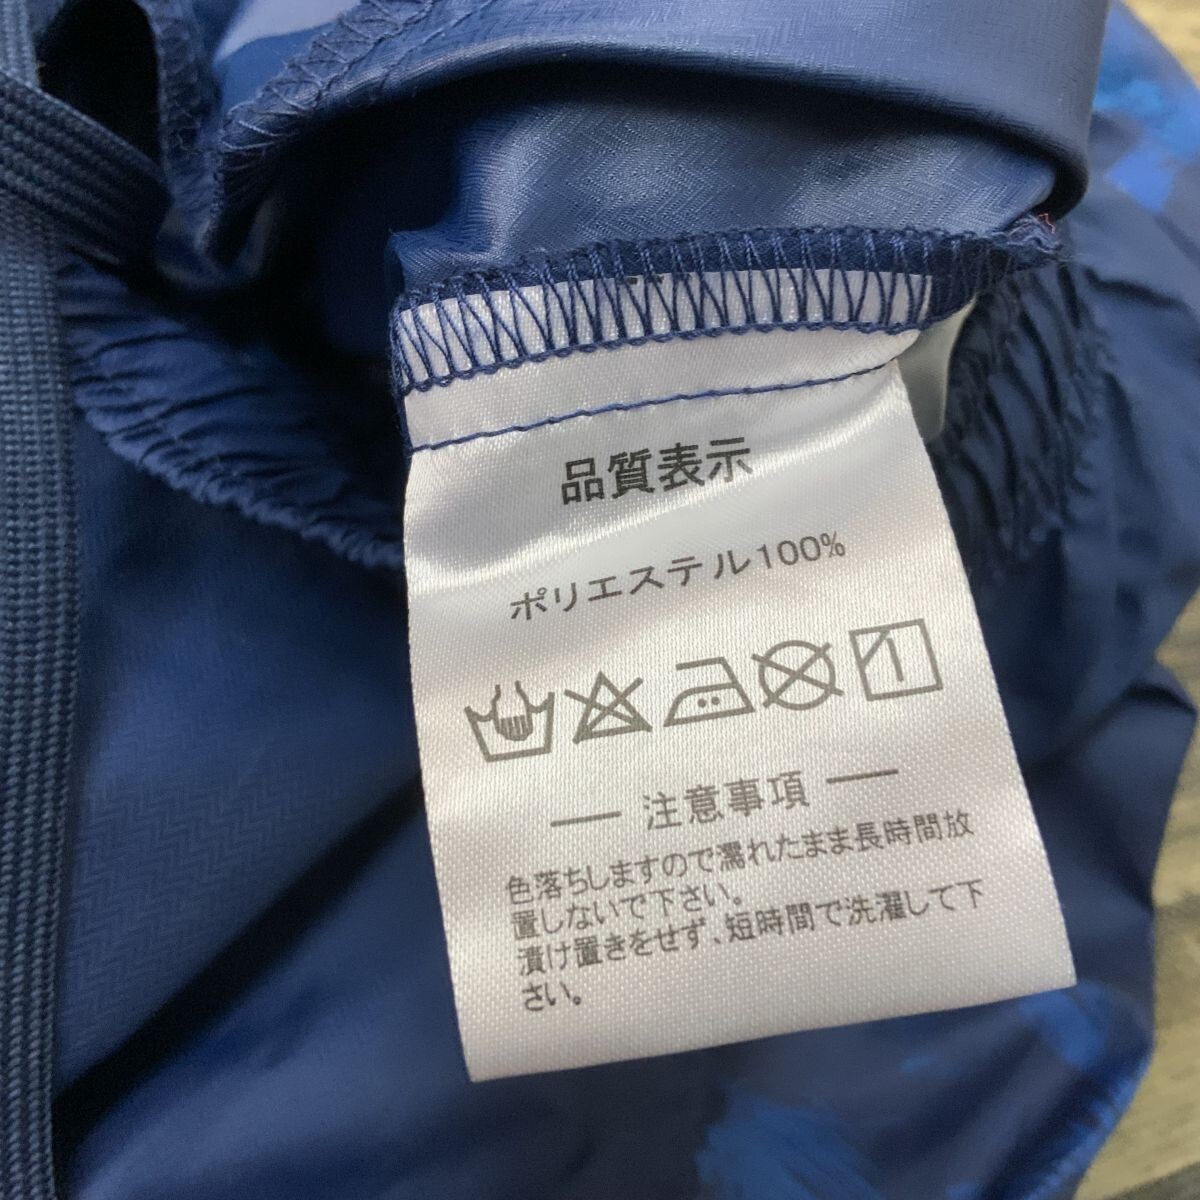 品質表示
ポリエステル100%
注意事項
色落ちしますので濡れたまま長時間放
置しないで下さい。
漬け置きをせず、短時間で洗濯して下
さい。